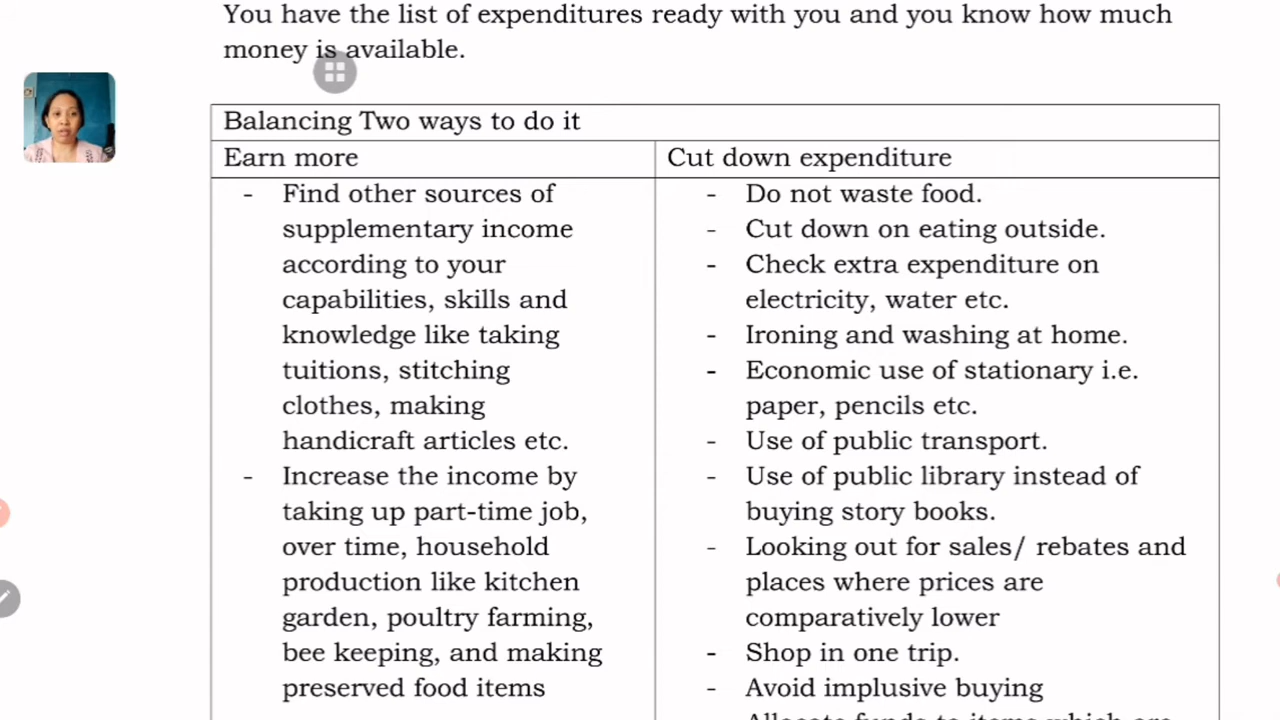 You have the list of expenditures ready with you and you know how much
money is available.
Balancing Two ways to do it
Earn more
- Find other sources of
supplementary income
according to your
capabilities, skills and
knowledge like taking
tuitions, stitching
clothes, making
handicraft articles etc.
- Increase the income by
taking up part-time job,
over time, household
production like kitchen
garden, poultry farming,
bee keeping, and making
preserved food items
Cut down expenditure
- Do not waste food.
- Cut down on eating outside.
- Check extra expenditure on
electricity, water etc.
- Ironing and washing at home.
- Economic use of stationary i.e.
paper, pencils etc.
- Use of public transport.
- Use of public library instead of
buying story books.
- Looking out for sales/ rebates and
places where prices are
comparatively lower
- Shop in one trip.
- Avoid implusive buying
Allocate funds to items which are